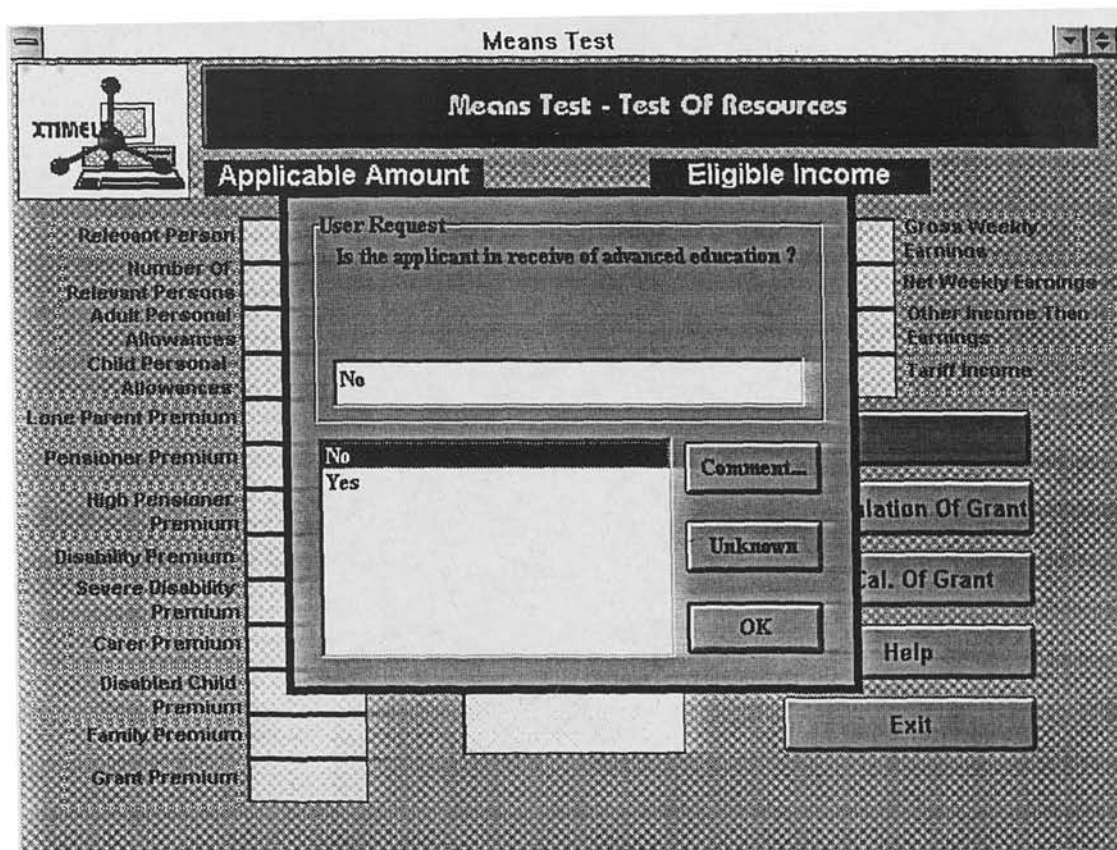 Means Test
XTIMEL
Means Test - Test Of Resources
Applicable Amount
Eligible Income
Relevant Person
Number Of
Relevant Persons
Adult Personal
Allowances
Child Personal
Allowances
Lone Parent Premium
Pensioner Premium
High Pensioner
Premium
Disability Premium
Severe Disability
Premium
Carer Premium
Disabled Child
Premium
Family Premium
Grant Premium
User Request
Is the applicant in receive of advanced education ?
No
No
Yes
Comment...
Unknown
OK
Gross Weekly
Earnings
Net Weekly Earnings
Other Income Then
Earnings
Tariff Income
lation Of Grant
Cal. Of Grant
Help
Exit